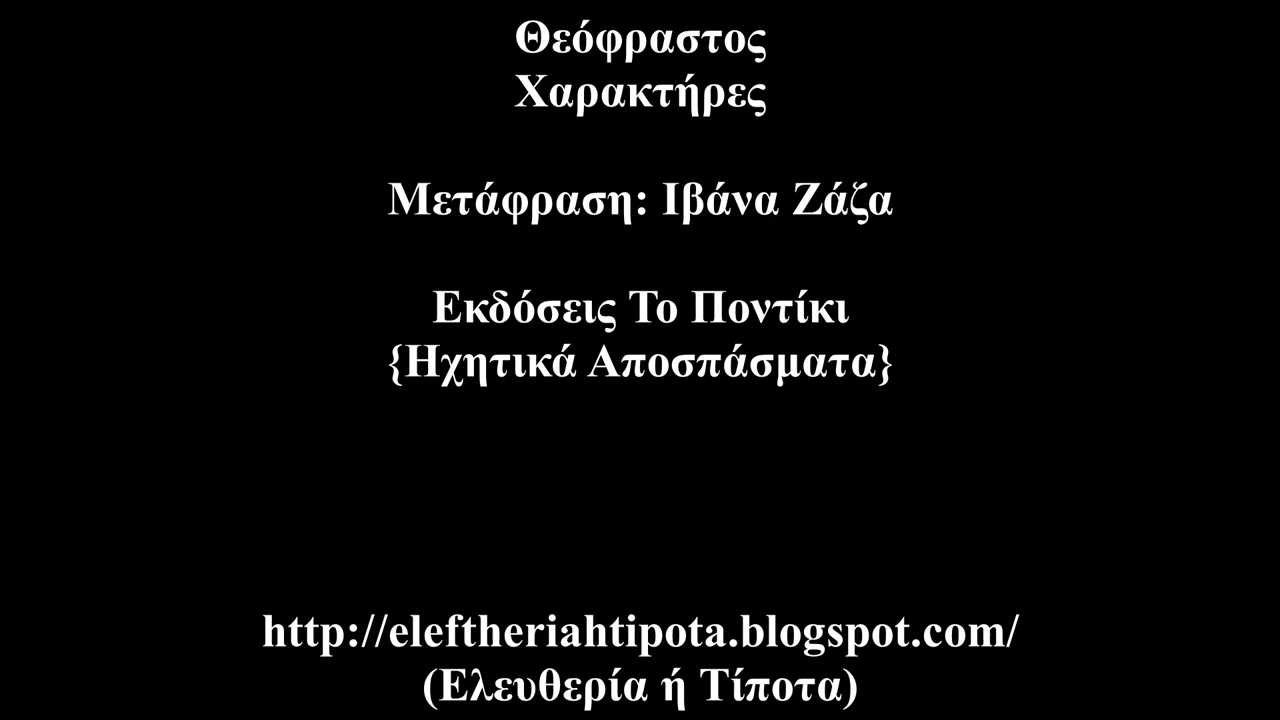 Θεόφραστος
Χαρακτήρες
Μετάφραση: Ιβάνα Ζάζα
Εκδόσεις Το Ποντίκι
{Ηχητικά Αποσπάσματα}
http://eleftheriahtipota.blogspot.com/
(Ελευθερία ή Τίποτα)